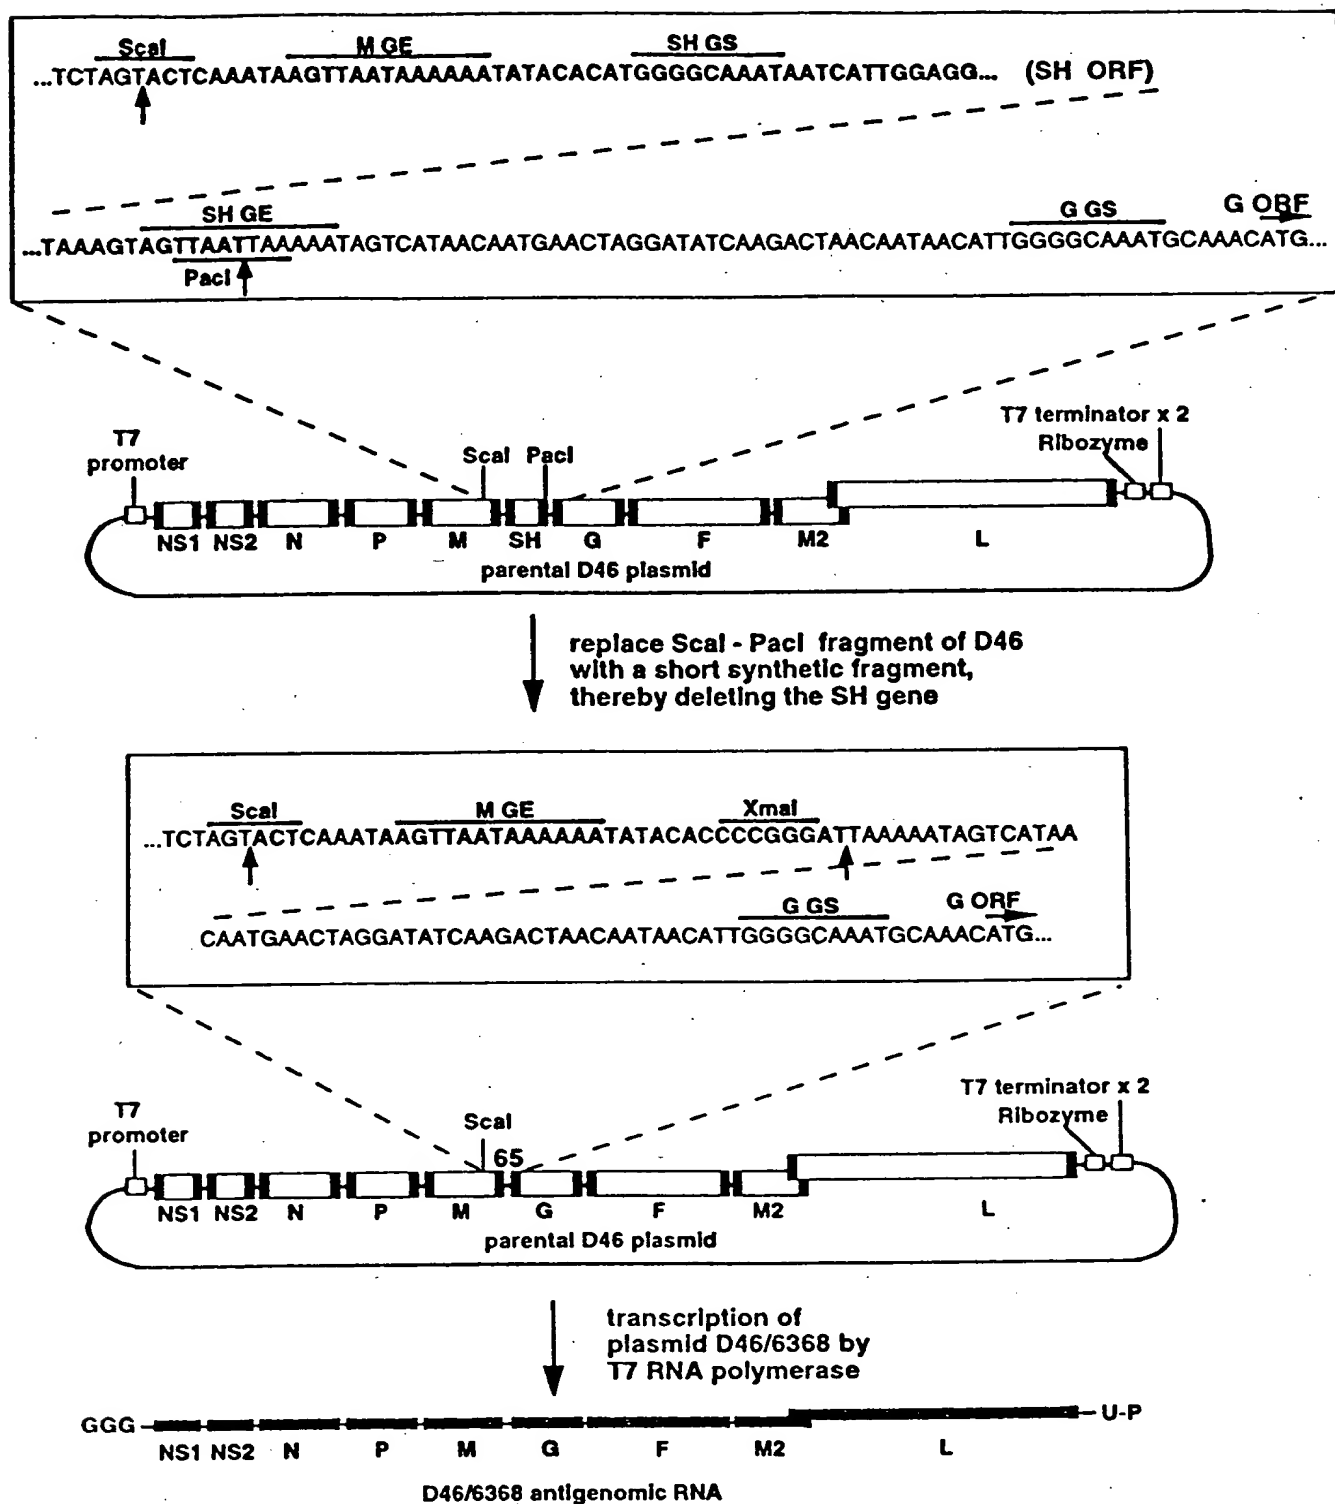 ScaI M GE SH GS
...TCTAGTACTCAAATAAGTTAATAAAAAATATACACATGGGGCAAATAATCATTGGAGG... (SH ORF)
SH GE G GS G ORF
...TAAAGTAGTTAATTAAAAATAGTCATAACAATGAACTAGGATATCAAGACTAACAATAACATTGGGGCAAATGCAAACATG...
PacI
T7 terminator x 2
Ribozyme
T7
promoter
ScaI PacI
NS1 NS2 N P M SH G F M2 L
parental D46 plasmid
replace ScaI - PacI fragment of D46
with a short synthetic fragment,
thereby deleting the SH gene
ScaI M GE XmaI
...TCTAGTACTCAAATAAGTTAATAAAAAATATACACCCCGGGATTAAAAATAGTCATAA
G GS G ORF
CAATGAACTAGGATATCAAGACTAACAATAACATTGGGGCAAATGCAAACATG...
T7 terminator x 2
Ribozyme
T7
promoter
ScaI
65
NS1 NS2 N P M G F M2 L
parental D46 plasmid
transcription of
plasmid D46/6368 by
T7 RNA polymerase
GGG U-P
NS1 NS2 N P M G F M2 L
D46/6368 antigenomic RNA